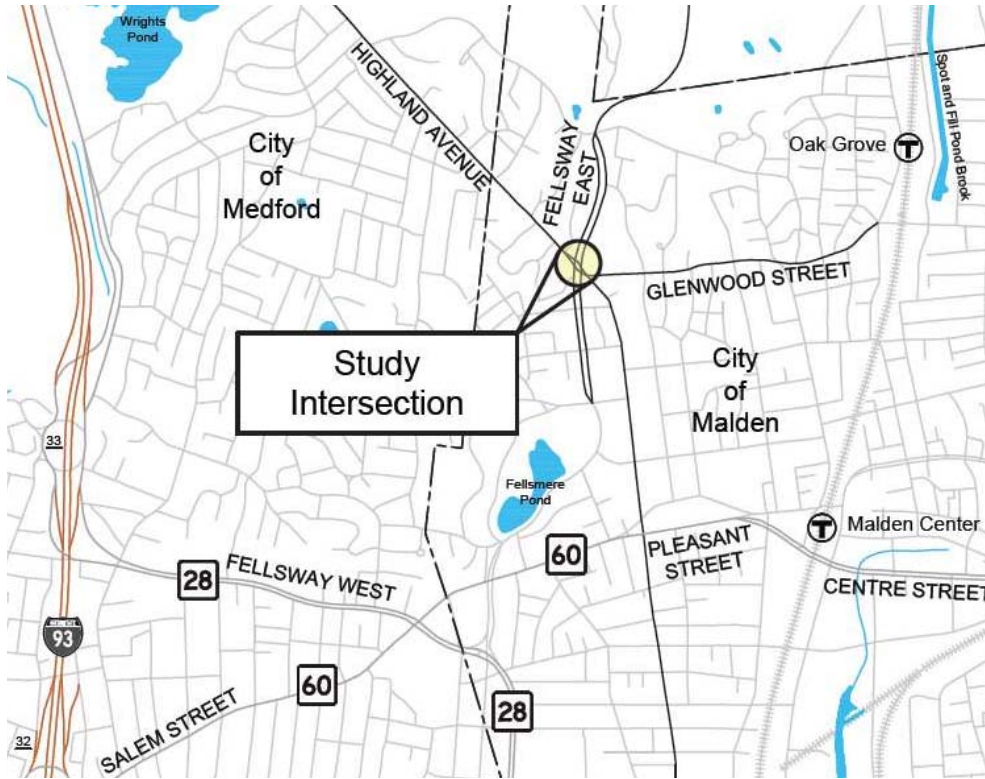 Wrights
Pond
HIGHLAND AVENUE
City
of
Medford
FELLSWAY
EAST
Oak Grove
T
Spot and Fill Pond Brook
GLENWOOD STREET
Study
Intersection
City
of
Malden
33
Fellsmere
Pond
T
Malden Center
60
PLEASANT
STREET
CENTRE STREET
28
FELLSWAY WEST
93
60
28
SALEM STREET
32